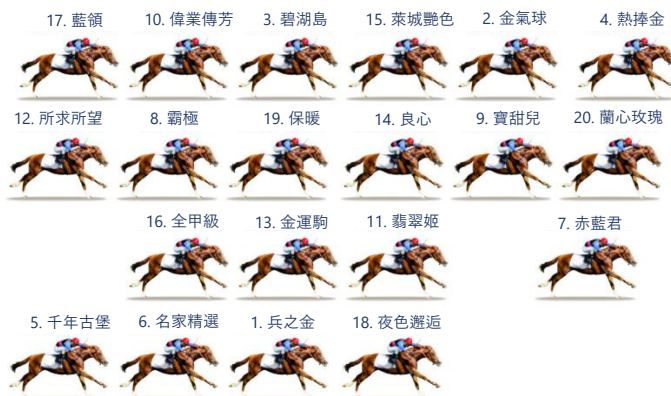 17. 藍領 10. 偉業傳芳 3. 碧湖島 15. 萊城艷色 2. 金氣球 4. 熱捧金
12. 所求所望 8. 霸極 19. 保暖 14. 良心 9. 寶甜兒 20. 蘭心玫瑰
16. 全甲級 13. 金運駒 11. 翡翠姬 7. 赤藍君
5. 千年古堡 6. 名家精選 1. 兵之金 18. 夜色邂逅